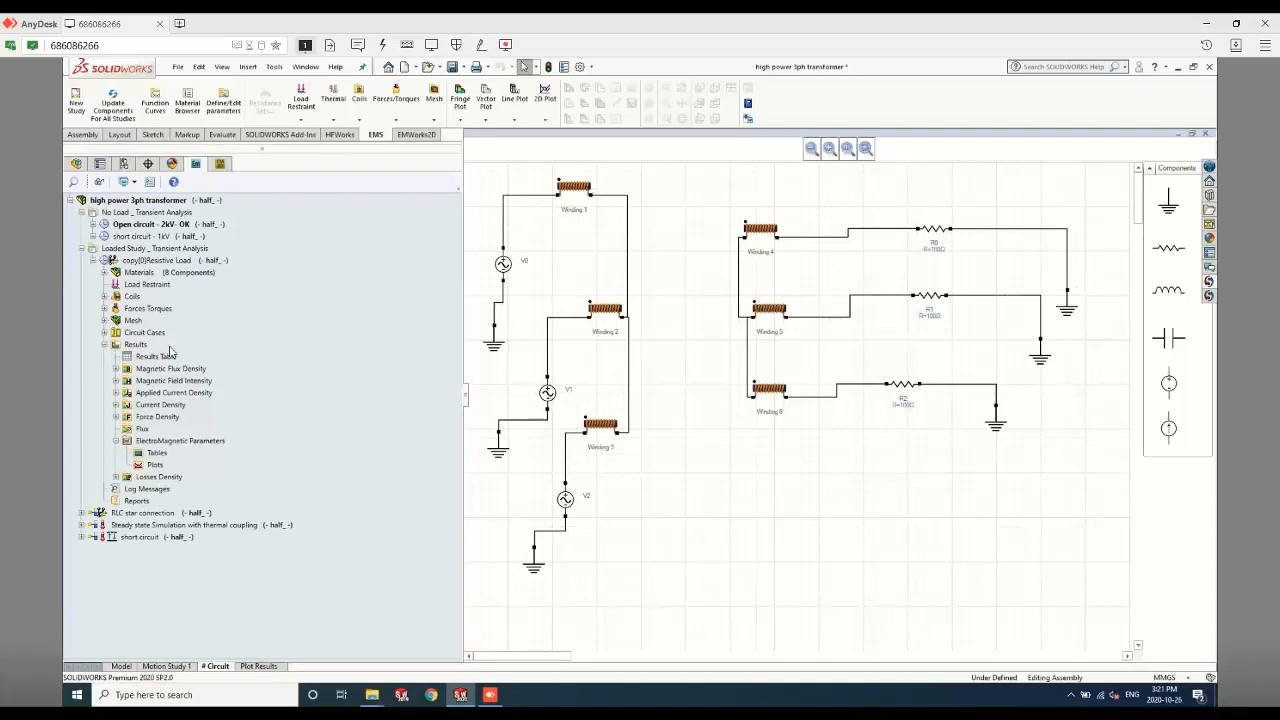 AnyDesk 686086266
686086266 1
SOLIDWORKS File Edit View Insert Tools Window Help high power 3ph transformer * Search SOLIDWORKS Help
New Study
Update Components For All Studies
Function Curves
Material Browser
Define/Edit parameters
Load Restraint
Thermal
Coils
Forces/Torques
Mesh
Fringe Plot
Vector Plot
Line Plot
2D Plot
Assembly Layout Sketch Markup Evaluate SOLIDWORKS Add-Ins HFWorks EMS EMWorks2D
high power 3ph transformer (- half_ -)
No Load _ Transient Analysis
Open circuit - 2kV- OK (- half_ -)
short circuit - 1kV (- half_ -)
Loaded Study _ Transient Analysis
copy[0]Resistive Load (- half_ -)
Materials (8 Components)
Load Restraint
Coils
Forces Torques
Mesh
Circuit Cases
Results
Results Table
Magnetic Flux Density
Magnetic Field Intensity
Applied Current Density
Current Density
Force Density
Flux
ElectroMagnetic Parameters
Tables
Plots
Losses Density
Log Messages
Reports
RLC star connection (- half_ -)
Steady state Simulation with thermal coupling (- half_ -)
short.circuit (- half_ -)
Winding 1
V0
Winding 2
V1
Winding 3
V2
Winding 4
R0
R=100Ω
Winding 5
R1
R=100Ω
Winding 6
R2
R=100Ω
Components
Model Motion Study 1 # Circuit Plot Results
SOLIDWORKS Premium 2020 SP2.0 Under Defined Editing Assembly MMGS
Type here to search
ENG
3:21 PM
2020-10-26
2